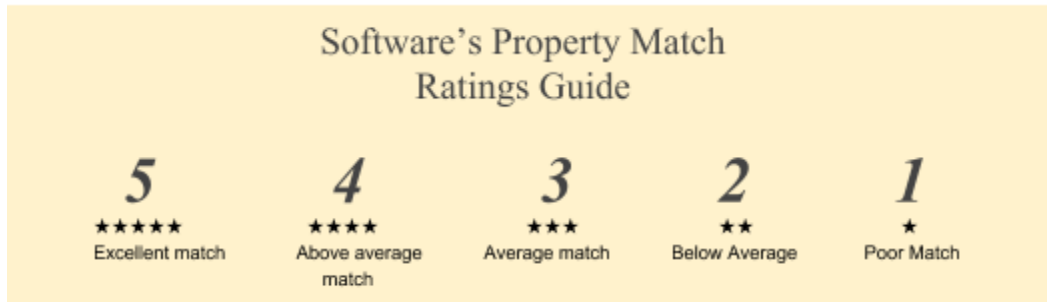 Software's Property Match
Ratings Guide
5 4 3 2 1
★★★★★ ★★★★ ★★★ ★★ ★
Excellent match Above average Average match Below Average Poor Match
match